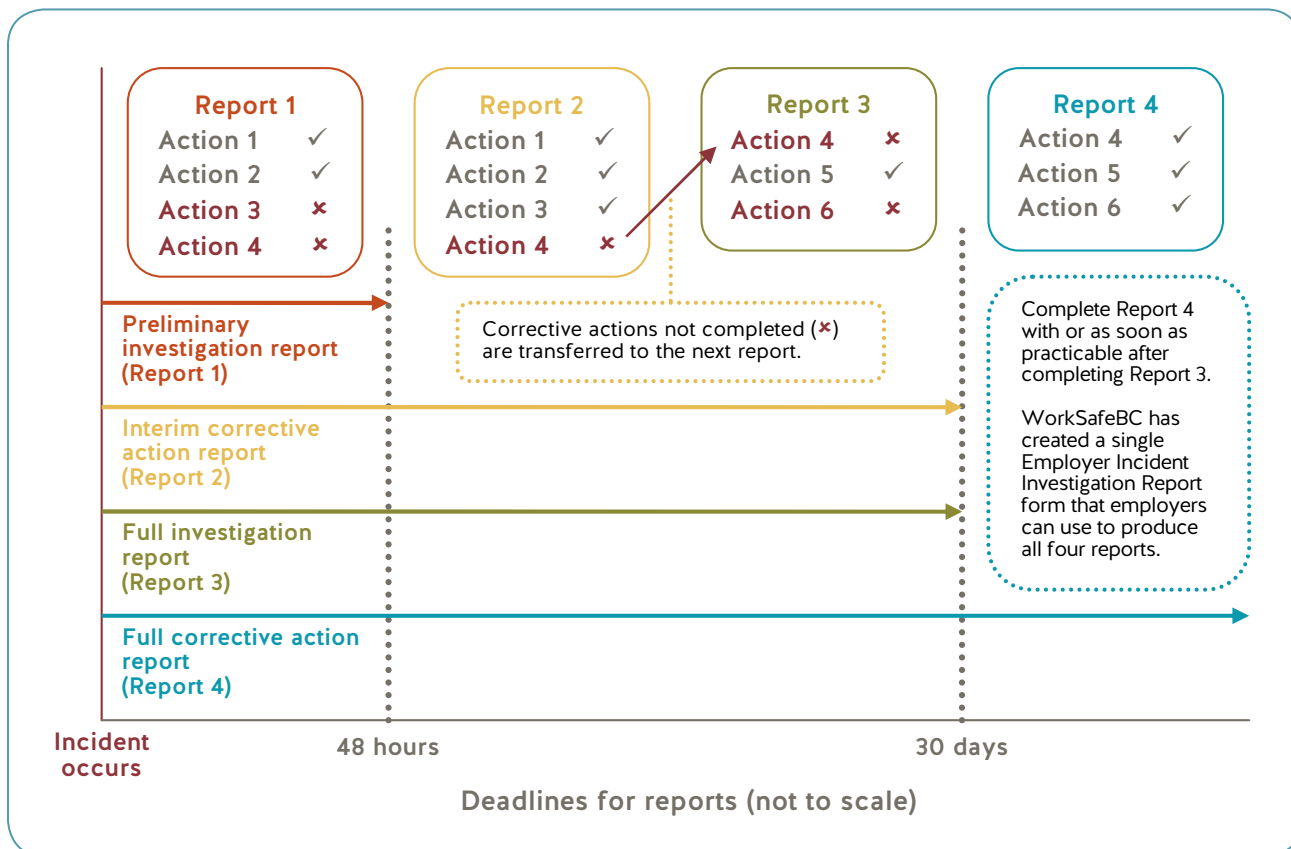 Report 1
Action 1 ✓
Action 2 ✓
Action 3 ✘
Action 4 ✘
Report 2
Action 1 ✓
Action 2 ✓
Action 3 ✓
Action 4 ✘
Report 3
Action 4 ✘
Action 5 ✓
Action 6 ✘
Report 4
Action 4 ✓
Action 5 ✓
Action 6 ✓
Preliminary
investigation report
(Report 1)
Corrective actions not completed (✘)
are transferred to the next report.
Complete Report 4
with or as soon as
practicable after
completing Report 3.
WorkSafeBC has
created a single
Employer Incident
Investigation Report
form that employers
can use to produce
all four reports.
Interim corrective
action report
(Report 2)
Full investigation
report
(Report 3)
Full corrective action
report
(Report 4)
Incident
occurs
48 hours
30 days
Deadlines for reports (not to scale)